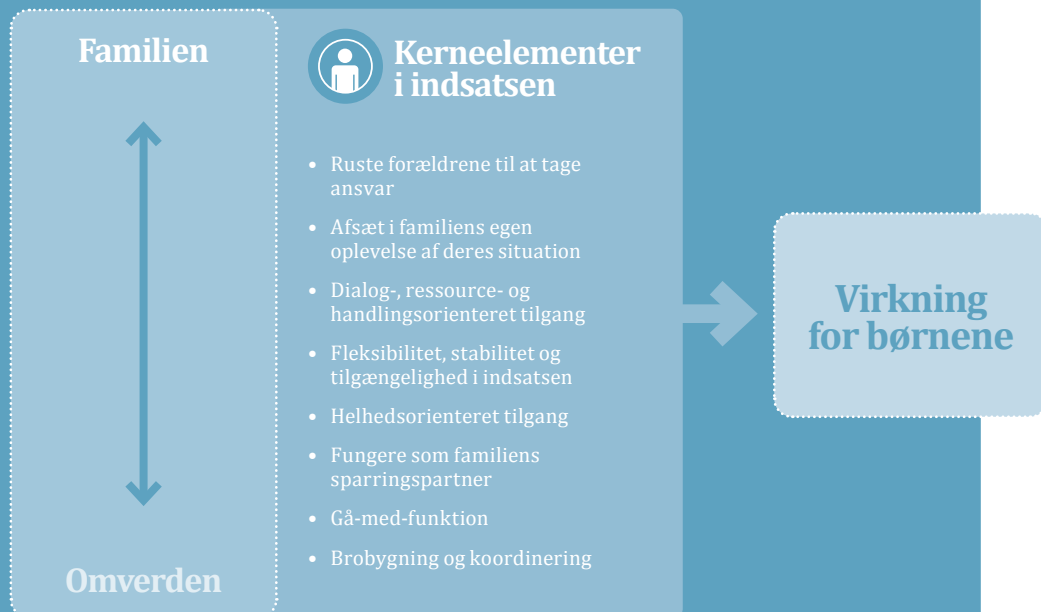 Familien
Omverden
Kerneelementer
i indsatsen
• Ruste forældrene til at tage
ansvar
• Afsæt i familiens egen
oplevelse af deres situation
• Dialog-, ressource- og
handlingsorienteret tilgang
• Fleksibilitet, stabilitet og
tilgængelighed i indsatsen
• Helhedsorienteret tilgang
• Fungere som familiens
sparringspartner
• Gå-med-funktion
• Brobygning og koordinering
Virkning
for børnene